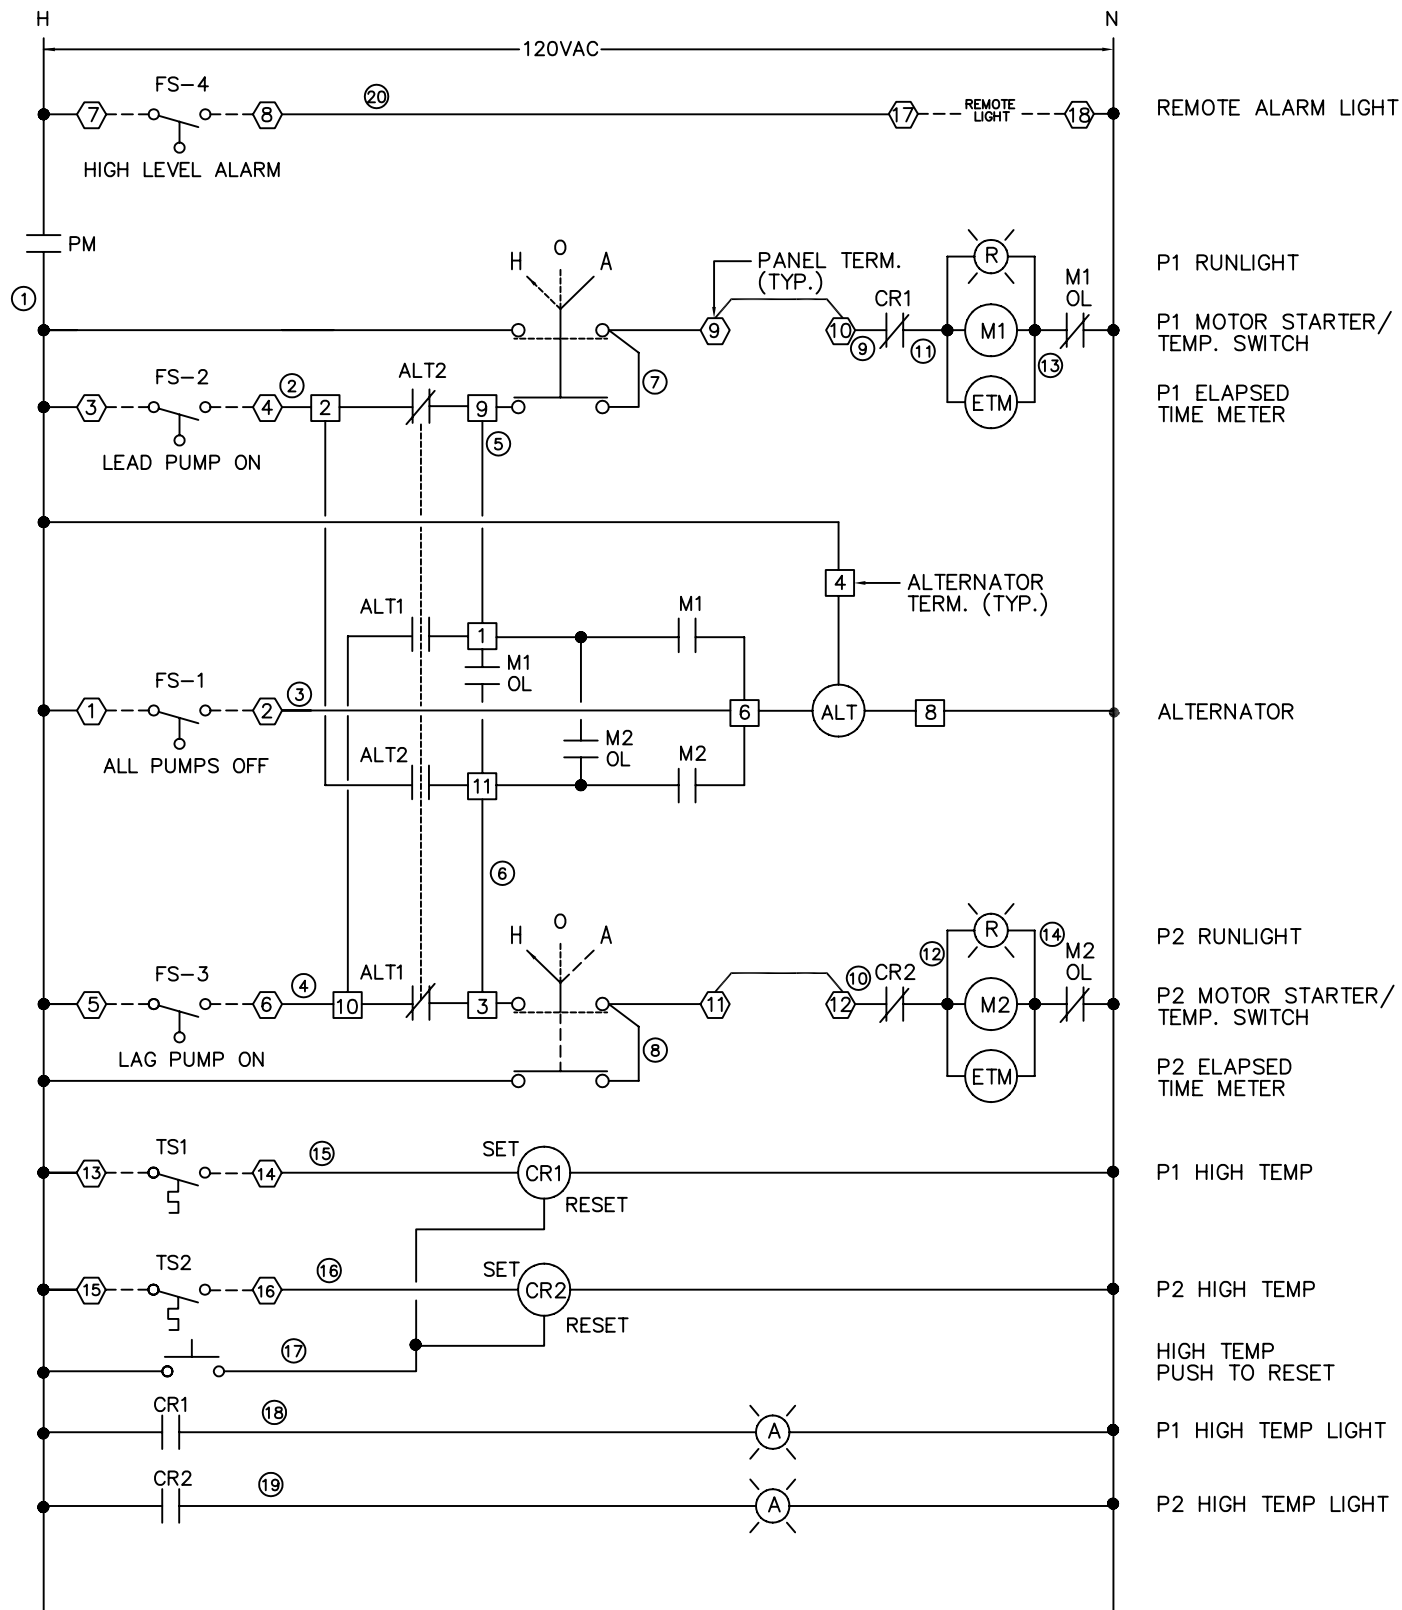 H N
120VAC
FS-4
7 8 20 17 REMOTE LIGHT 18 REMOTE ALARM LIGHT
HIGH LEVEL ALARM
PM
1
H O A
PANEL TERM.
(TYP.)
R
P1 RUNLIGHT
CR1 M1
OL
9 10 9 11 M1 13
P1 MOTOR STARTER/
TEMP. SWITCH
FS-2 ALT2
3 4 2 2 9 7
5
ETM
P1 ELAPSED
TIME METER
LEAD PUMP ON
4
ALTERNATOR
TERM. (TYP.)
ALT1 M1
1
M1
OL
FS-1
1 2 3 6 ALT 8 ALTERNATOR
ALL PUMPS OFF
M2
OL
ALT2 M2
11
6
H O A
R
P2 RUNLIGHT
12 14
FS-3 ALT1 CR2 M2
OL
5 6 4 10 3 11 12 10 M2
P2 MOTOR STARTER/
TEMP. SWITCH
LAG PUMP ON
8
ETM
P2 ELAPSED
TIME METER
TS1
13 14 15 SET CR1 P1 HIGH TEMP
RESET
TS2
15 16 16 SET CR2 P2 HIGH TEMP
RESET
17
HIGH TEMP
PUSH TO RESET
CR1 18 A P1 HIGH TEMP LIGHT
CR2 19 A P2 HIGH TEMP LIGHT